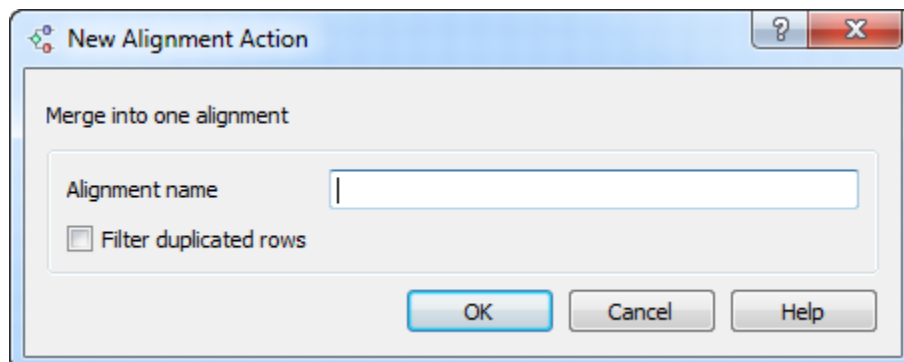 New Alignment Action
?
Merge into one alignment
Alignment name
Filter duplicated rows
OK Cancel Help